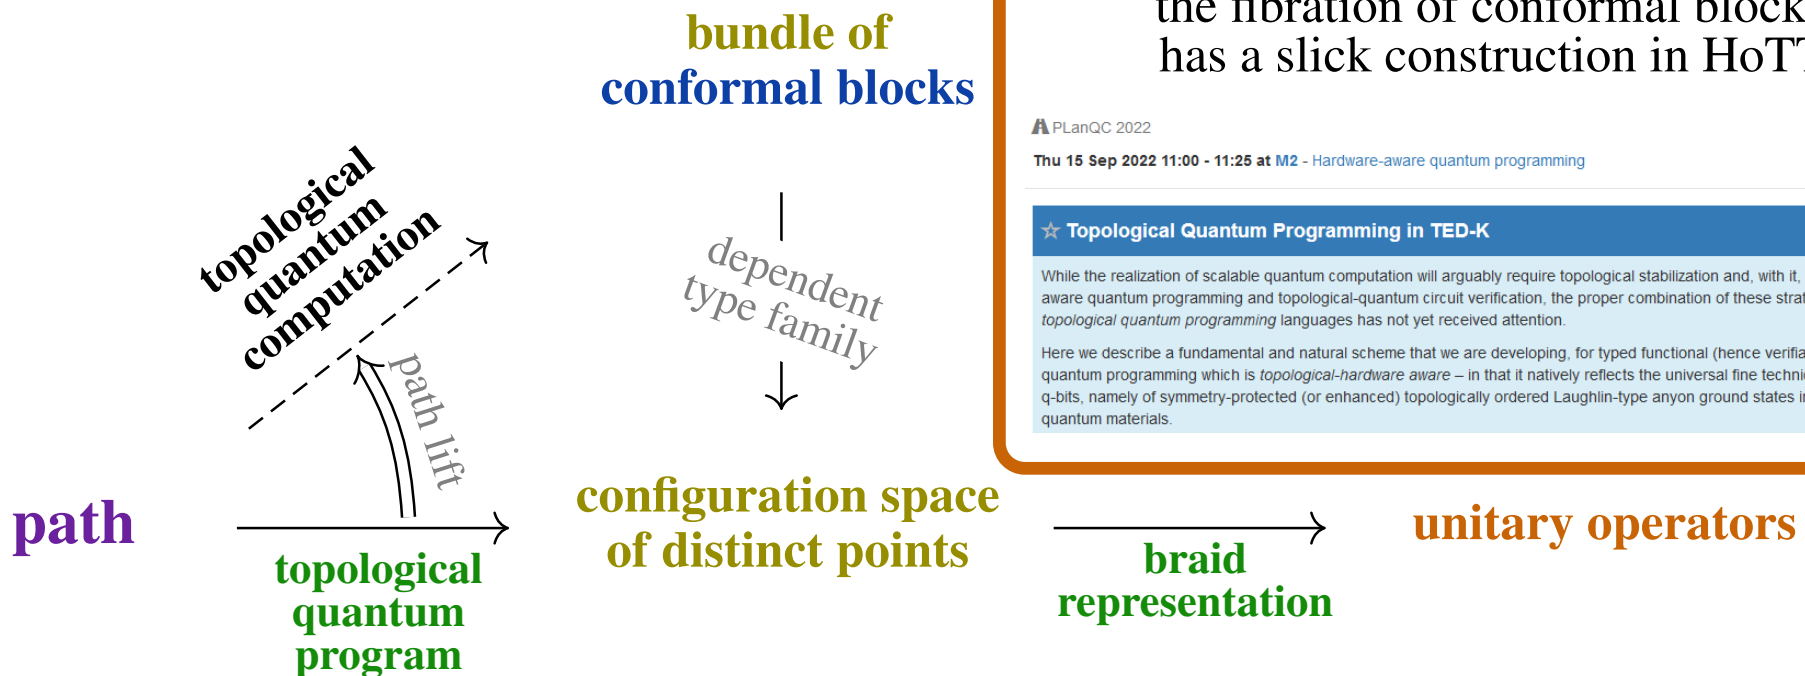 bundle of
conformal blocks
the fibration of conformal block
has a slick construction in HoTT
PLanQC 2022
Thu 15 Sep 2022 11:00 - 11:25 at M2 - Hardware-aware quantum programming
☆ Topological Quantum Programming in TED-K
While the realization of scalable quantum computation will arguably require topological stabilization and, with it,
aware quantum programming and topological-quantum circuit verification, the proper combination of these strat
topological quantum programming languages has not yet received attention.
Here we describe a fundamental and natural scheme that we are developing, for typed functional (hence verifia
quantum programming which is topological-hardware aware – in that it natively reflects the universal fine techni
q-bits, namely of symmetry-protected (or enhanced) topologically ordered Laughlin-type anyon ground states i
quantum materials.
topological
quantum
computation
dependent
type family
path lift
path
topological
quantum
program
configuration space
of distinct points
braid
representation
unitary operators